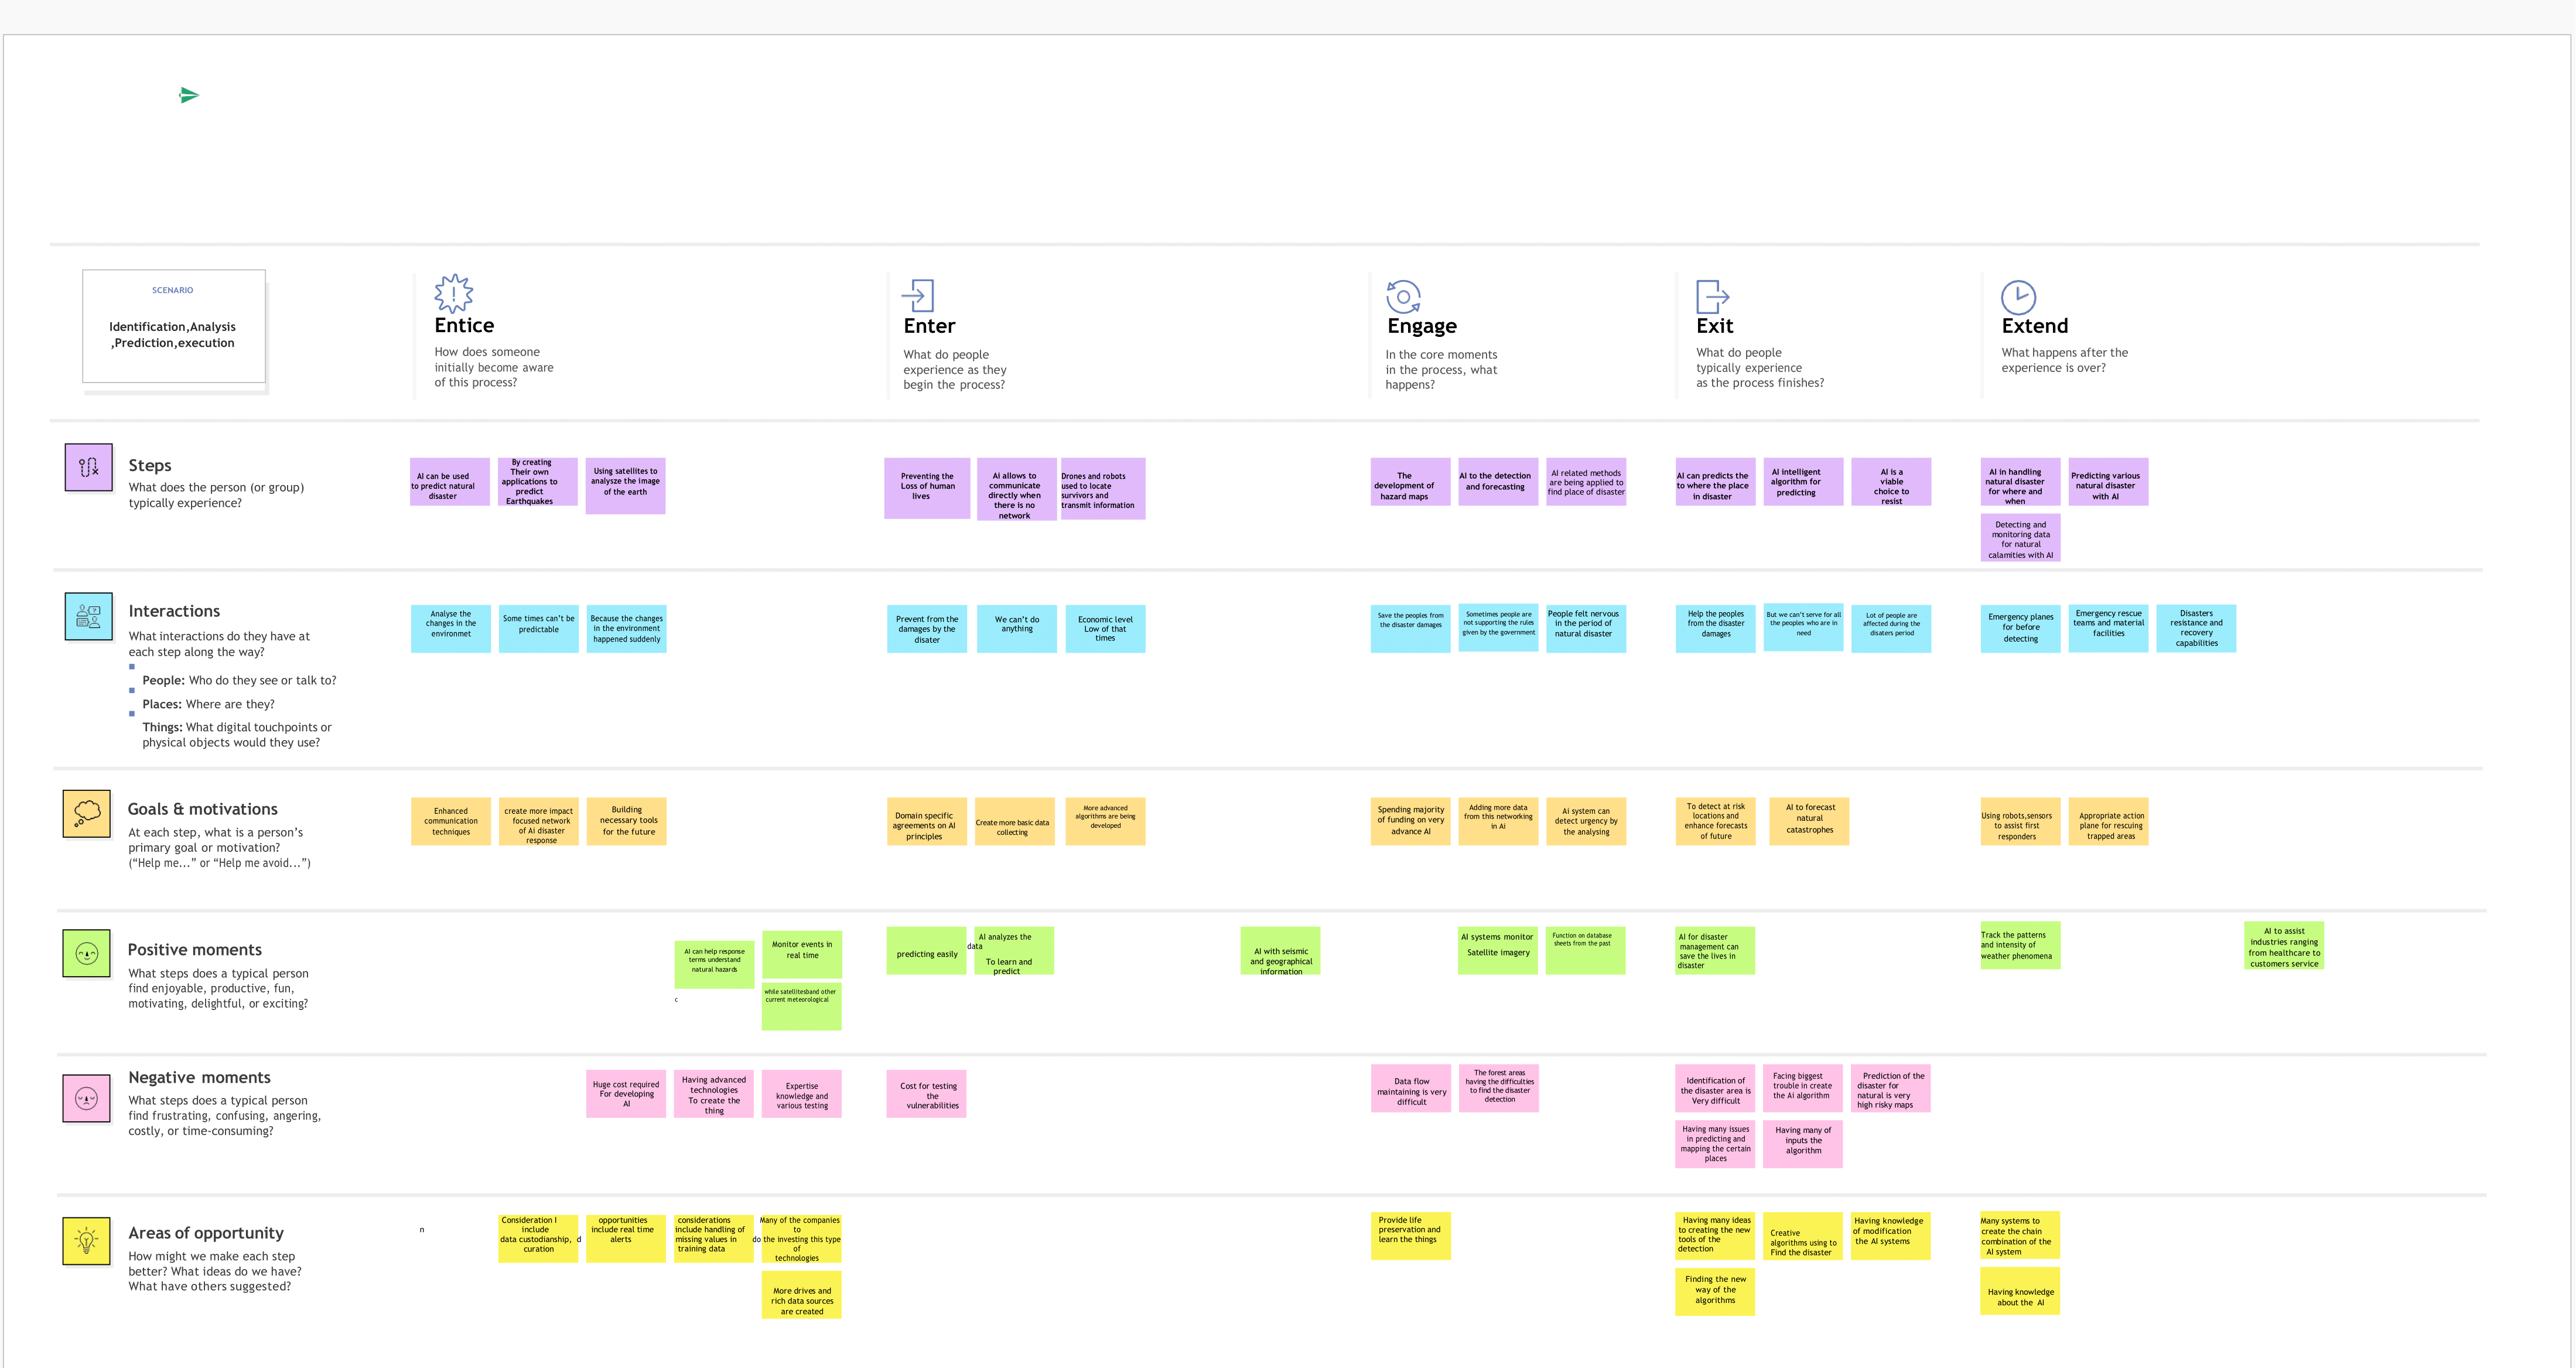 SCENARIO
Identification,Analysis
,Prediction,execution
Entice
How does someone
initially become aware
of this process?
Enter
What do people
experience as they
begin the process?
Engage
In the core moments
in the process, what
happens?
Exit
What do people
typically experience
as the process finishes?
Extend
What happens after the
experience is over?
Steps
What does the person (or group)
typically experience?
AI can be used
to predict natural
disaster
By creating
Their own
applications to
predict
Earthquakes
Using satellites to
analysze the image
of the earth
Preventing the
Loss of human
lives
Ai allows to
communicate
directly when
there is no
network
Drones and robots
used to locate
survivors and
transmit information
The
development of
hazard maps
AI to the detection
and forecasting
AI related methods
are being applied to
find place of disaster
AI can predicts the
to where the place
in disaster
AI intelligent
algorithm for
predicting
AI is a
viable
choice to
resist
AI in handling
natural disaster
for where and
when
Predicting various
natural disaster
with AI
Detecting and
monitoring data
for natural
calamities with AI
Interactions
What interactions do they have at
each step along the way?
People: Who do they see or talk to?
Places: Where are they?
Things: What digital touchpoints or
physical objects would they use?
Analyse the
changes in the
environmet
Some times can't be
predictable
Because the changes
in the environment
happened suddenly
Prevent from the
damages by the
disater
We can't do
anything
Economic level
Low of that
times
Save the peoples from
the disaster damages
Sometimes people are
not supporting the rules
given by the government
People felt nervous
in the period of
natural disaster
Help the peoples
from the disaster
damages
But we can't serve for all
the peoples who are in
need
Lot of people are
affected during the
disaters period
Emergency planes
for before
detecting
Emergency rescue
teams and material
facilities
Disasters
resistance and
recovery
capabilities
Goals & motivations
At each step, what is a person's
primary goal or motivation?
(“Help me...” or “Help me avoid...”)
Enhanced
communication
techniques
create more impact
focused network
of Ai disaster
response
Building
necessary tools
for the future
Domain specific
agreements on AI
principles
Create more basic data
collecting
More advanced
algorithms are being
developed
Spending majority
of funding on very
advance AI
Adding more data
from this networking
in Ai
Ai system can
detect urgency by
the analysing
To detect at risk
locations and
enhance forecasts
of future
AI to forecast
natural
catastrophes
Using robots,sensors
to assist first
responders
Appropriate action
plane for rescuing
trapped areas
Positive moments
What steps does a typical person
find enjoyable, productive, fun,
motivating, delightful, or exciting?
AI can help response
terms understand
natural hazards
c
Monitor events in
real time
while satellitesband other
current meteorological
predicting easily
AI analyzes the
data
To learn and
predict
AI with seismic
and geographical
information
AI systems monitor
Satellite imagery
Function on database
sheets from the past
AI for disaster
management can
save the lives in
disaster
Track the patterns
and intensity of
weather phenomena
AI to assist
industries ranging
from healthcare to
customers service
Negative moments
What steps does a typical person
find frustrating, confusing, angering,
costly, or time-consuming?
Huge cost required
For developing
AI
Having advanced
technologies
To create the
thing
Expertise
knowledge and
various testing
Cost for testing
the
vulnerabilities
Data flow
maintaining is very
difficult
The forest areas
having the difficulties
to find the disaster
detection
Identification of
the disaster area is
Very difficult
Facing biggest
trouble in create
the Ai algorithm
Prediction of the
disaster for
natural is very
high risky maps
Having many issues
in predicting and
mapping the certain
places
Having many of
inputs the
algorithm
Areas of opportunity
How might we make each step
better? What ideas do we have?
What have others suggested?
n
Consideration l
include
data custodianship, d
curation
opportunities
include real time
alerts
considerations
include handling of
missing values in
training data
Many of the companies
to
do the investing this type
of
technologies
More drives and
rich data sources
are created
Provide life
preservation and
learn the things
Having many ideas
to creating the new
tools of the
detection
Creative
algorithms using to
Find the disaster
Having knowledge
of modification
the AI systems
Finding the new
way of the
algorithms
Many systems to
create the chain
combination of the
AI system
Having knowledge
about the AI